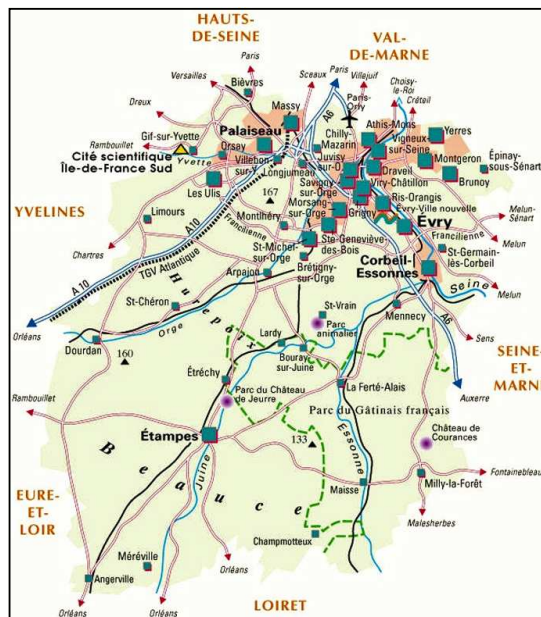 HAUTS-
DE-SEINE
VAL-
DE-MARNE
Paris
Versailles
Bièvres
Sceaux
Paris
Villejuif
Choisy-
le-Roi
Créteil
Dreux
Massy
A6
Paris-
Orly
Athis-Mons
Rambouillet
Gif-sur-Yvette
Palaiseau
Orsay
Chilly-
Mazarin
Vigneux-
sur-Seine
Yerres
Cité scientifique
Île-de-France Sud
Yvette
Villebon-
sur-Y.
Juvisy-
sur-O.
Draveil
Montgeron
Épinay-
sous-Sénart
Longjumeau
Savigny-
sur-Orge
Viry-Châtillon
Brunoy
Les Ulis
167
Morsang-
sur-Orge
Ris-Orangis
Grigny
Évry-Ville nouvelle
YVELINES
Limours
Montlhéry
Évry
Melun-
Sénart
A10
Francilienne
Ste-Geneviève-
des-Bois
Francilienne
Melun
Chartres
St-Michel-
sur-Orge
Corbeil-
Essonnes
St-Germain-
lès-Corbeil
TGV Atlantique
Arpajon
Brétigny-
sur-Orge
Seine
A 10
St-Chéron
Hurepoix
St-Vrain
Mennecy
Melun
Orléans
Orge
Parc
animalier
A6
Sens
Dourdan
160
Lardy
Bouray-
sur-Juine
SEINE-
ET-MARNE
Étréchy
La Ferté-Alais
Auxerre
Rambouillet
Parc du Château
de Jeurre
Parc du Gâtinais français
Étampes
133
Essonne
Château de
Courances
Beauce
Juine
Fontainebleau
EURE-
ET-LOIR
Maisse
Milly-la-Forêt
Malesherbes
Champmotteux
Méréville
Angerville
Orléans
Orléans
Orléans
LOIRET